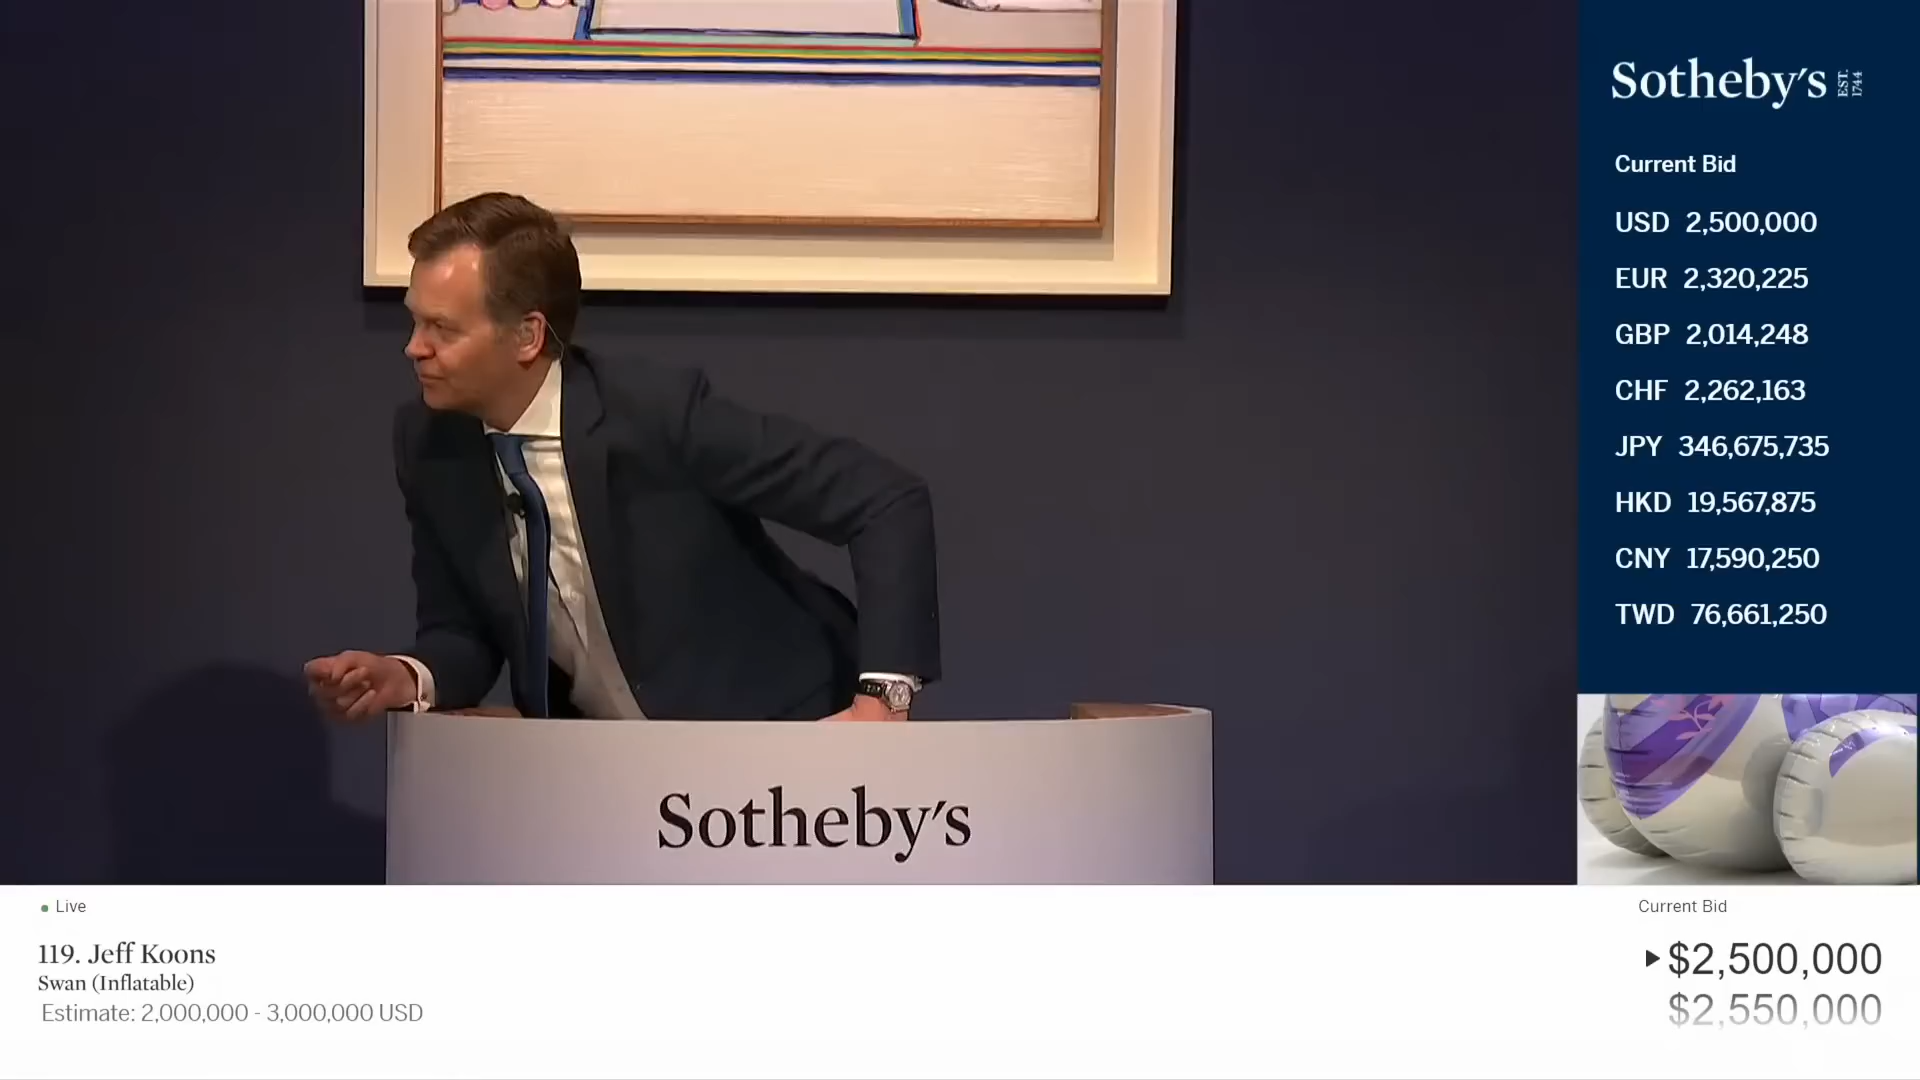 Sotheby's EST. 1744
Current Bid
USD 2,500,000
EUR 2,320,225
GBP 2,014,248
CHF 2,262,163
JPY 346,675,735
HKD 19,567,875
CNY 17,590,250
TWD 76,661,250
Sotheby's
Live
119. Jeff Koons
Swan (Inflatable)
Estimate: 2,000,000 - 3,000,000 USD
Current Bid
$2,500,000
$2,550,000